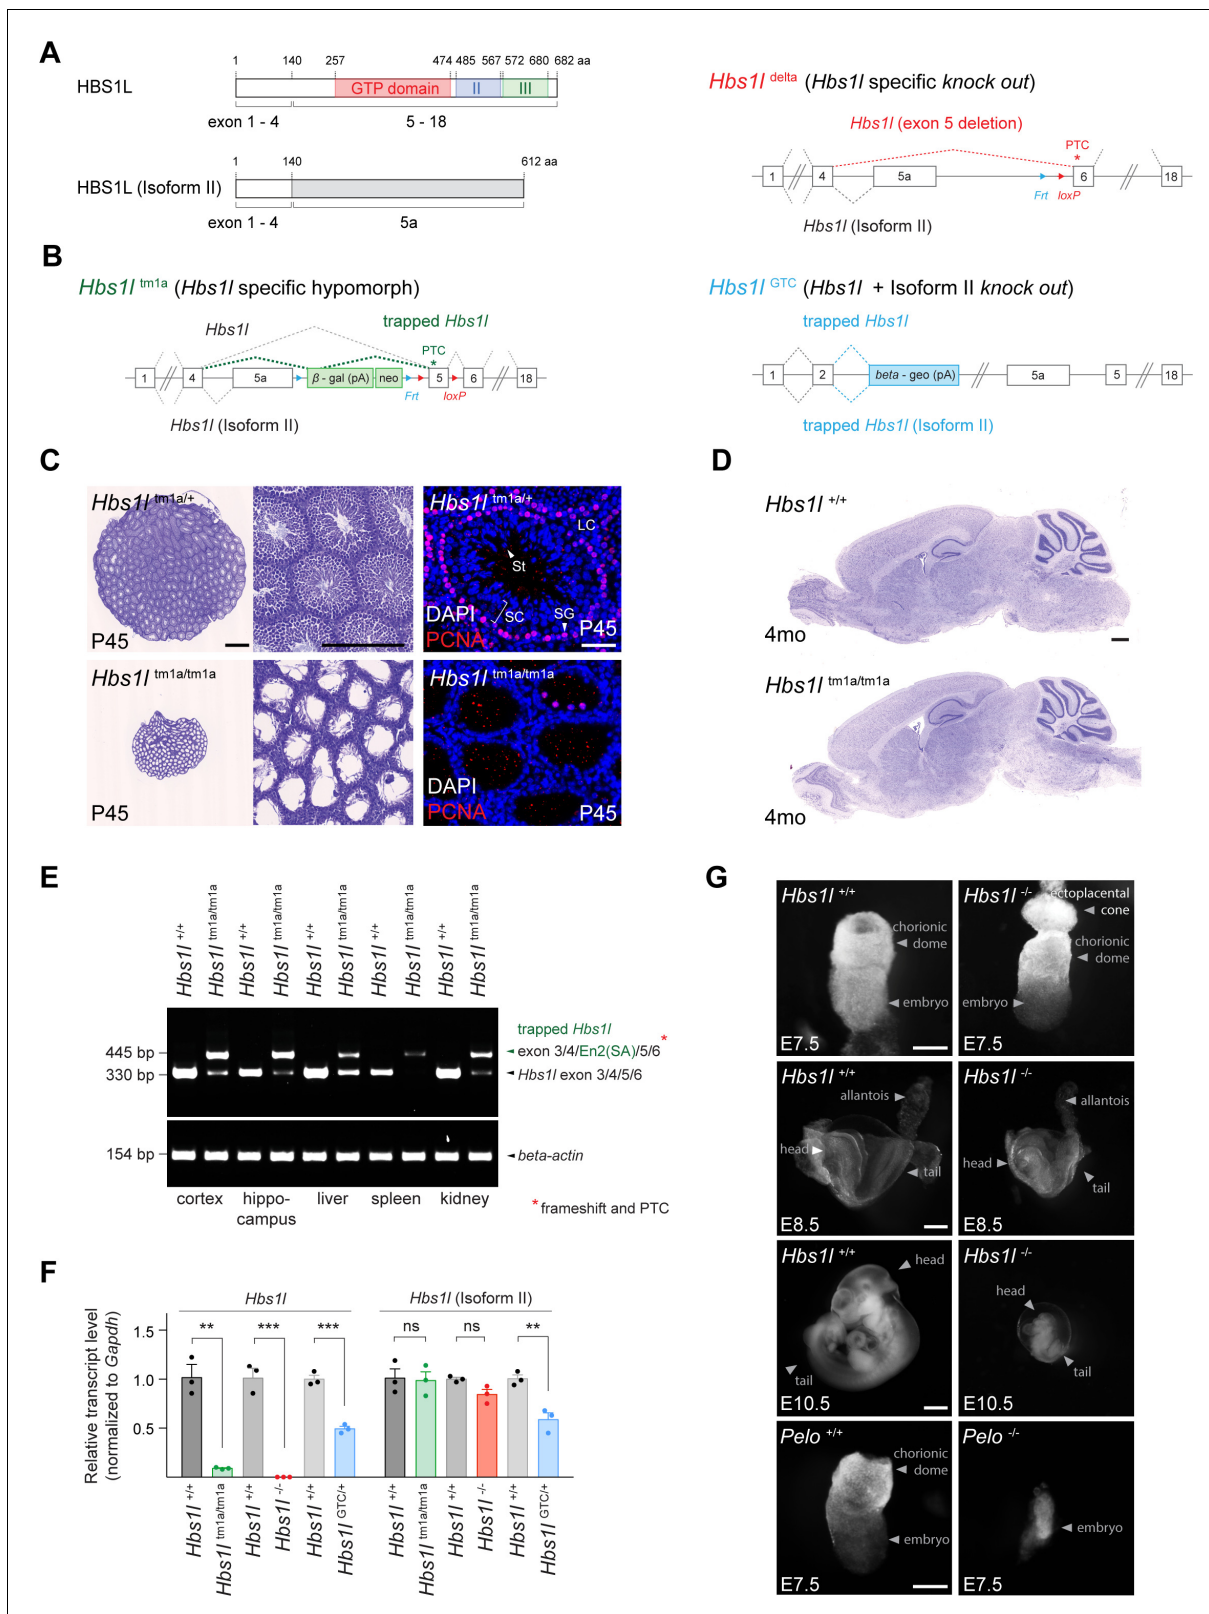 A
1 140 257 474 485 567 572 680 682 aa
HBS1L
GTP domain II III
exon 1 - 4 5 - 18
1 140 612 aa
HBS1L (Isoform II)
exon 1 - 4 5a
Hbs1l delta (Hbs1l specific knock out)
Hbs1l (exon 5 deletion)
PTC
*
1 4 5a 6 18
Frt loxP
Hbs1l (Isoform II)
B
Hbs1l tm1a (Hbs1l specific hypomorph)
Hbs1l trapped Hbs1l
PTC
*
1 4 5a β - gal (pA) neo 5 6 18
Frt loxP
Hbs1l (Isoform II)
Hbs1l GTC (Hbs1l + Isoform II knock out)
trapped Hbs1l
1 2 beta - geo (pA) 5a 5 18
trapped Hbs1l (Isoform II)
C
Hbs1l tm1a/+
P45
Hbs1l tm1a/+
LC
St
SC
SG
DAPI
PCNA
P45
Hbs1l tm1a/tm1a
P45
Hbs1l tm1a/tm1a
DAPI
PCNA
P45
D
Hbs1l +/+
4mo
Hbs1l tm1a/tm1a
4mo
E
Hbs1l +/+
Hbs1l tm1a/tm1a
Hbs1l +/+
Hbs1l tm1a/tm1a
Hbs1l +/+
Hbs1l tm1a/tm1a
Hbs1l +/+
Hbs1l tm1a/tm1a
Hbs1l +/+
Hbs1l tm1a/tm1a
445 bp
330 bp
154 bp
trapped Hbs1l
exon 3/4/En2(SA)/5/6 *
Hbs1l exon 3/4/5/6
beta-actin
cortex hippo- liver spleen kidney
campus
* frameshift and PTC
F
Relative transcript level
(normalized to Gapdh)
Hbs1l Hbs1l (Isoform II)
1.5
1.0
0.5
** *** *** ns ns **
Hbs1l +/+
Hbs1l tm1a/tm1a
Hbs1l +/+
Hbs1l -/-
Hbs1l +/+
Hbs1l GTC/+
Hbs1l +/+
Hbs1l tm1a/tm1a
Hbs1l +/+
Hbs1l -/-
Hbs1l +/+
Hbs1l GTC/+
G
Hbs1l +/+
chorionic
dome
embryo
E7.5
Hbs1l -/-
ectoplacental
cone
chorionic
dome
embryo
E7.5
Hbs1l +/+
allantois
head
tail
E8.5
Hbs1l -/-
allantois
head
tail
E8.5
Hbs1l +/+
head
tail
E10.5
Hbs1l -/-
head
tail
E10.5
Pelo +/+
chorionic
dome
embryo
E7.5
Pelo -/-
embryo
E7.5